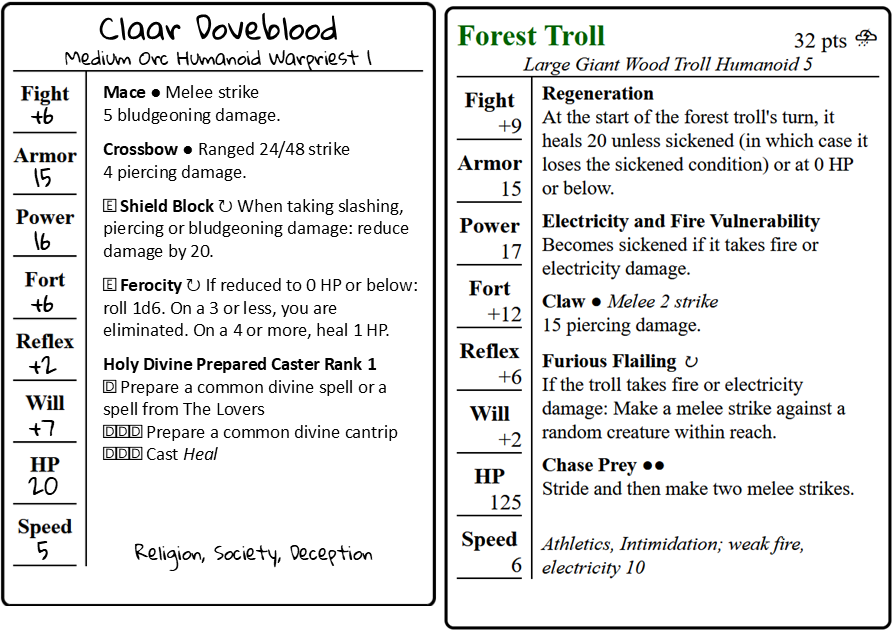 Claar Doveblood
Medium Orc Humanoid Warpriest 1
Fight
+6
Armor
15
Power
16
Fort
+6
Reflex
+2
Will
+7
HP
20
Speed
5
Mace ● Melee strike
5 bludgeoning damage.
Crossbow ● Ranged 24/48 strike
4 piercing damage.
🄴 Shield Block ↻ When taking slashing,
piercing or bludgeoning damage: reduce
damage by 20.
🄴 Ferocity ↻ If reduced to 0 HP or below:
roll 1d6. On a 3 or less, you are
eliminated. On a 4 or more, heal 1 HP.
Holy Divine Prepared Caster Rank 1
🄳 Prepare a common divine spell or a
spell from The Lovers
🄳🄳🄳 Prepare a common divine cantrip
🄳🄳🄳 Cast Heal
Religion, Society, Deception
Forest Troll
32 pts ⛈
Large Giant Wood Troll Humanoid 5
Fight
+9
Armor
15
Power
17
Fort
+12
Reflex
+6
Will
+2
HP
125
Speed
6
Regeneration
At the start of the forest troll's turn, it
heals 20 unless sickened (in which case it
loses the sickened condition) or at 0 HP
or below.
Electricity and Fire Vulnerability
Becomes sickened if it takes fire or
electricity damage.
Claw ● Melee 2 strike
15 piercing damage.
Furious Flailing ↻
If the troll takes fire or electricity
damage: Make a melee strike against a
random creature within reach.
Chase Prey ●●
Stride and then make two melee strikes.
Athletics, Intimidation; weak fire,
electricity 10